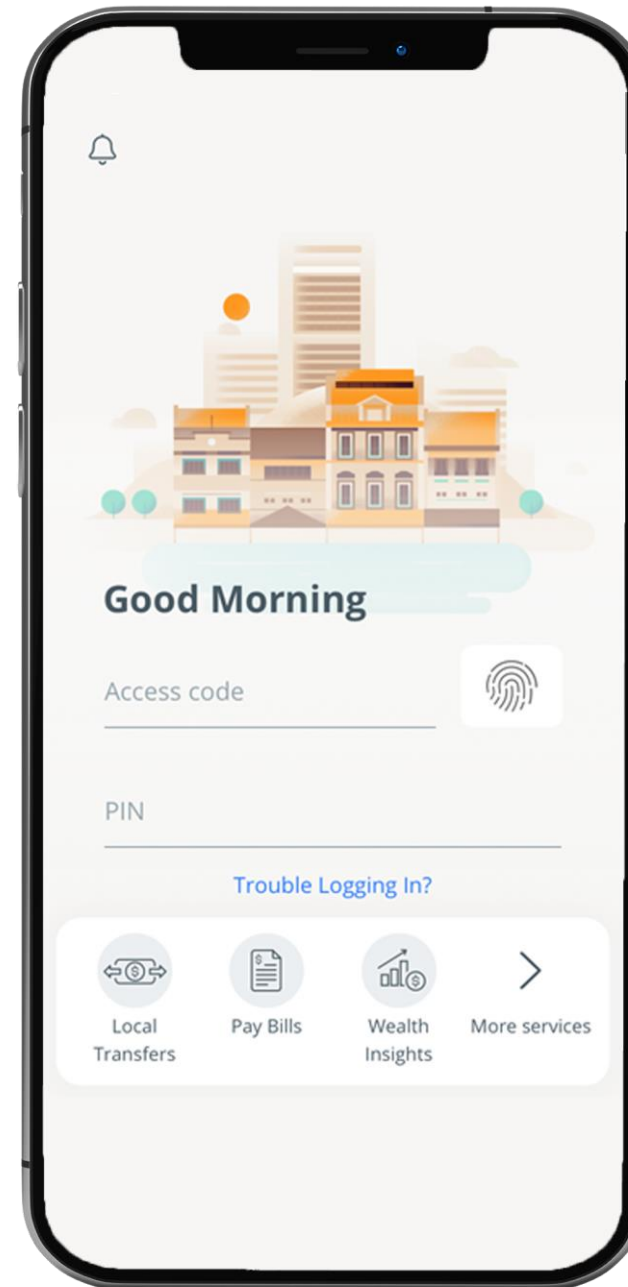 Good Morning
Access code
PIN
Trouble Logging In?
Local
Transfers
Pay Bills
Wealth
Insights
More services